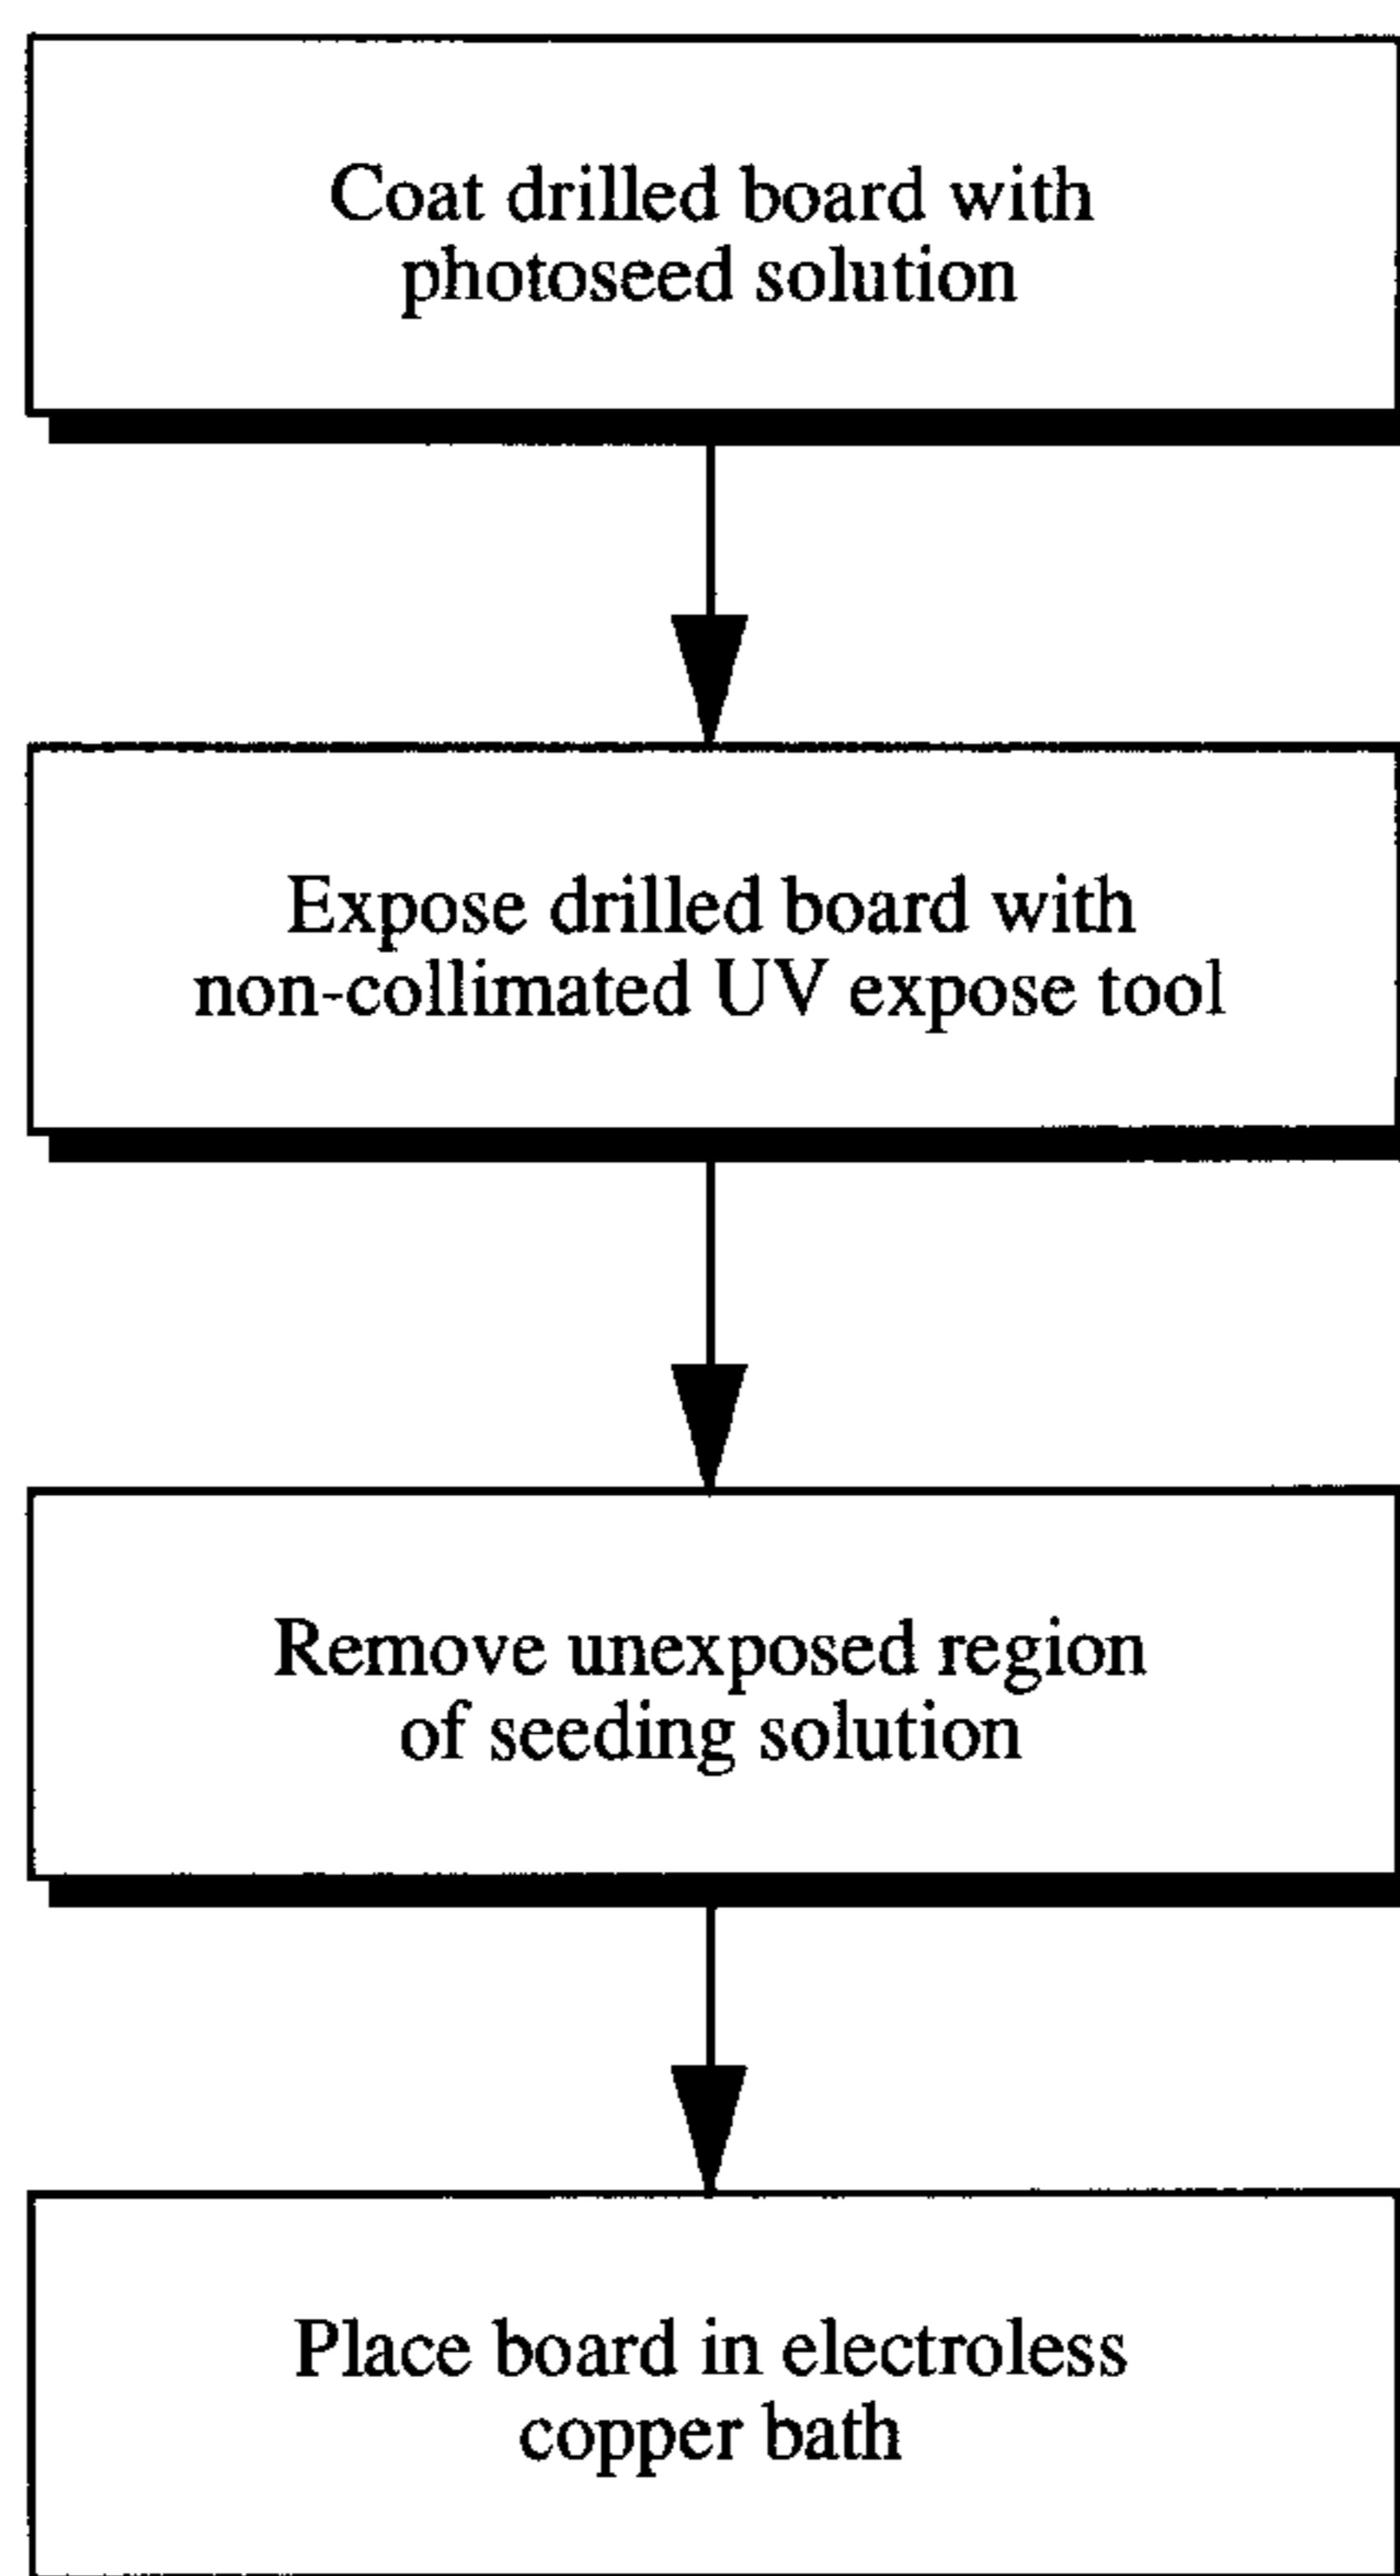 Coat drilled board with
photoseed solution
Expose drilled board with
non-collimated UV expose tool
Remove unexposed region
of seeding solution
Place board in electroless
copper bath